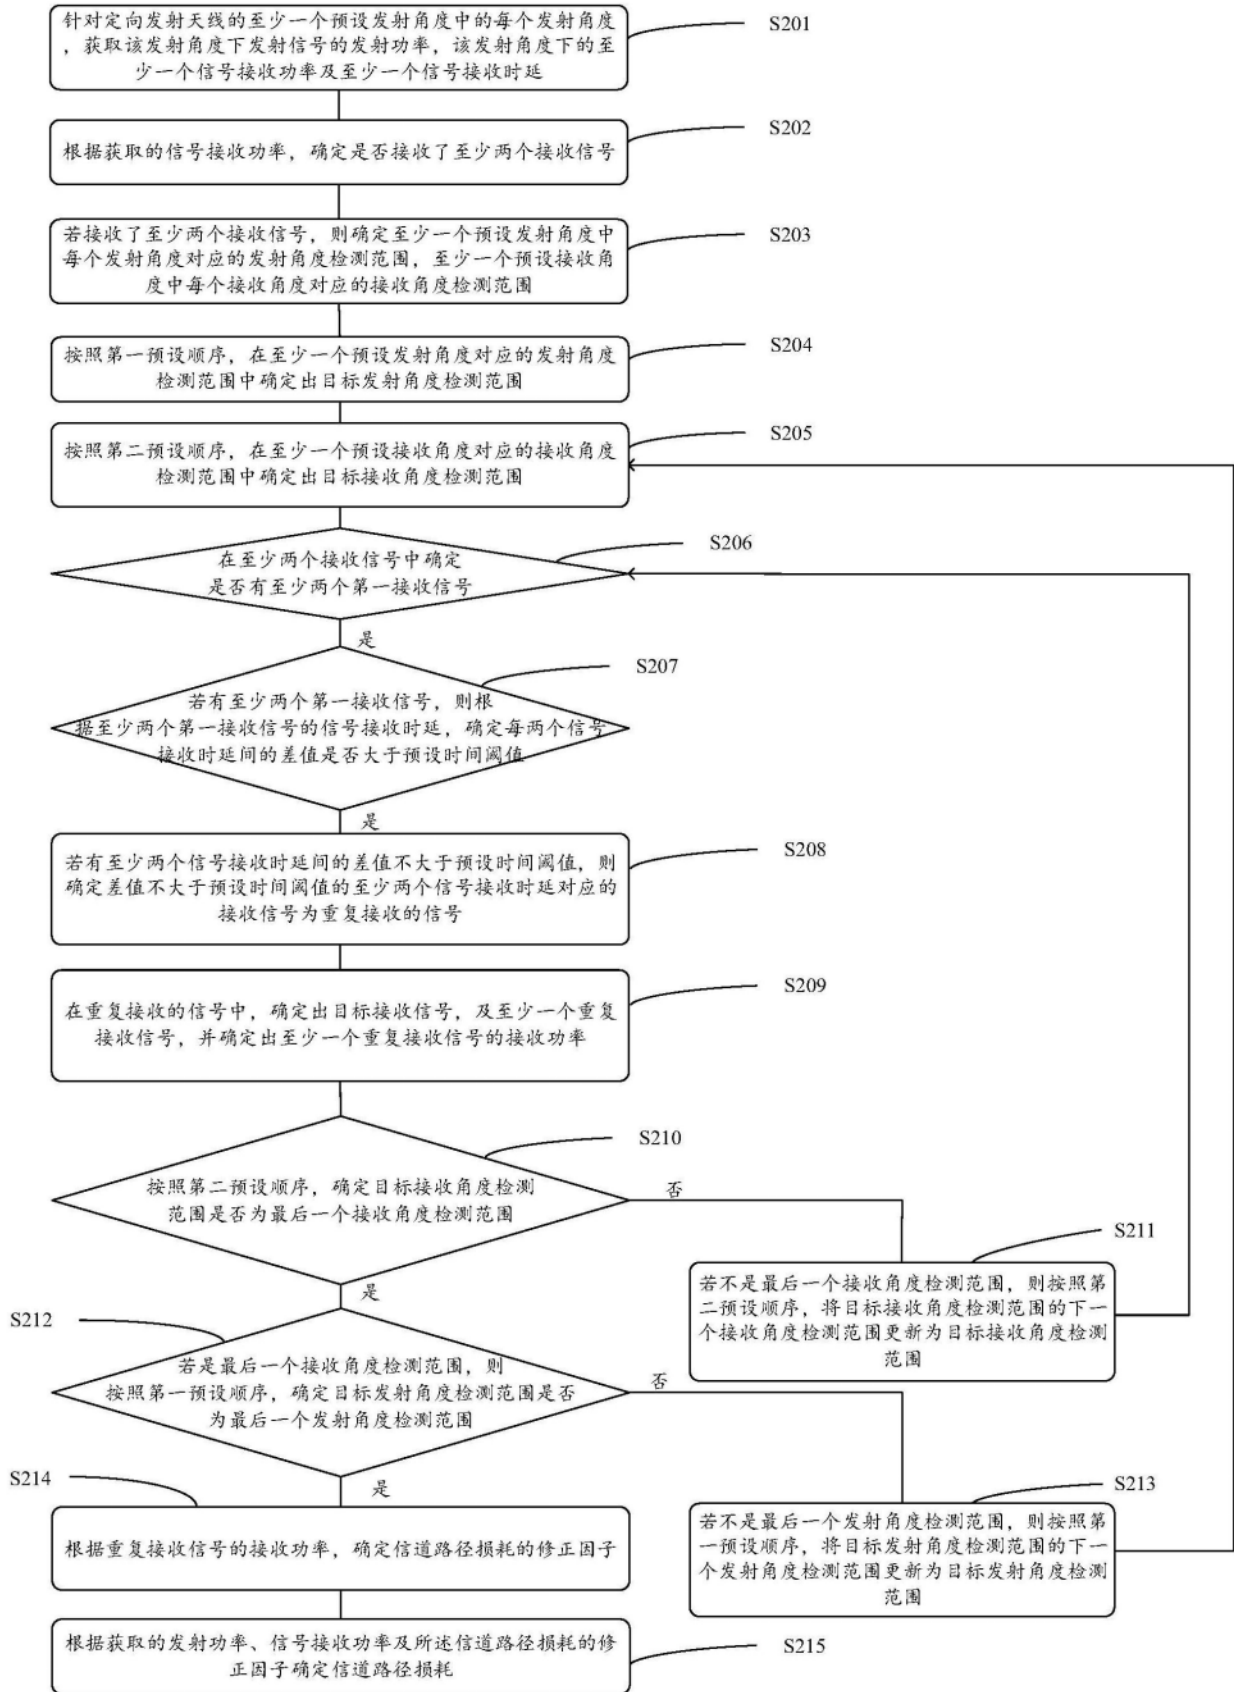 针对定向发射天线的至少一个预设发射角度中的每个发射角度
，获取该发射角度下发射信号的发射功率，该发射角度下的至
少一个信号接收功率及至少一个信号接收时延
S201
根据获取的信号接收功率，确定是否接收了至少两个接收信号
S202
若接收了至少两个接收信号，则确定至少一个预设发射角度中
每个发射角度对应的发射角度检测范围，至少一个预设接收角
度中每个接收角度对应的接收角度检测范围
S203
按照第一预设顺序，在至少一个预设发射角度对应的发射角度
检测范围中确定出目标发射角度检测范围
S204
按照第二预设顺序，在至少一个预设接收角度对应的接收角度
检测范围中确定出目标接收角度检测范围
S205
在至少两个接收信号中确定
是否有至少两个第一接收信号
S206
是
若有至少两个第一接收信号，则根
据至少两个第一接收信号的信号接收时延，确定每两个信号
接收时延间的差值是否大于预设时间阈值
S207
是
若有至少两个信号接收时延间的差值不大于预设时间阈值，则
确定差值不大于预设时间阈值的至少两个信号接收时延对应的
接收信号为重复接收的信号
S208
在重复接收的信号中，确定出目标接收信号，及至少一个重复
接收信号，并确定出至少一个重复接收信号的接收功率
S209
按照第二预设顺序，确定目标接收角度检测
范围是否为最后一个接收角度检测范围
S210
否
若不是最后一个接收角度检测范围，则按照第
二预设顺序，将目标接收角度检测范围的下一
个接收角度检测范围更新为目标接收角度检测
范围
S211
是
若是最后一个接收角度检测范围，则
按照第一预设顺序，确定目标发射角度检测范围是否
为最后一个发射角度检测范围
S212
否
若不是最后一个发射角度检测范围，则按照第
一预设顺序，将目标发射角度检测范围的下一
个发射角度检测范围更新为目标发射角度检测
范围
S213
是
根据重复接收信号的接收功率，确定信道路径损耗的修正因子
S214
根据获取的发射功率、信号接收功率及所述信道路径损耗的修
正因子确定信道路径损耗
S215